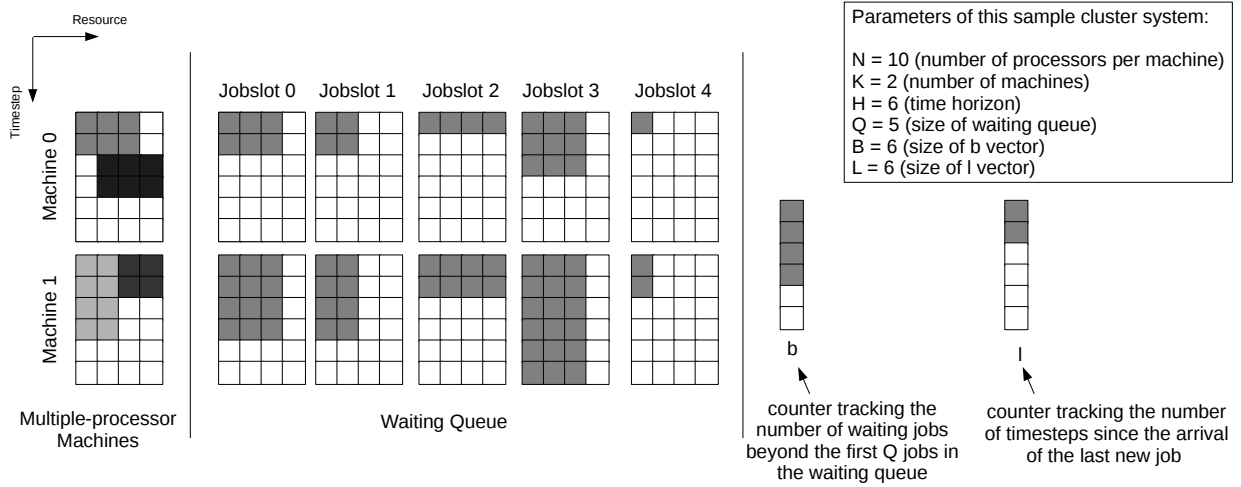 Resource
Timestep
Parameters of this sample cluster system:
N = 10 (number of processors per machine)
K = 2 (number of machines)
H = 6 (time horizon)
Q = 5 (size of waiting queue)
B = 6 (size of b vector)
L = 6 (size of l vector)
Jobslot 0
Jobslot 1
Jobslot 2
Jobslot 3
Jobslot 4
Machine 0
Machine 1
b
l
Multiple-processor
Machines
Waiting Queue
counter tracking the
number of waiting jobs
beyond the first Q jobs in
the waiting queue
counter tracking the number
of timesteps since the arrival
of the last new job